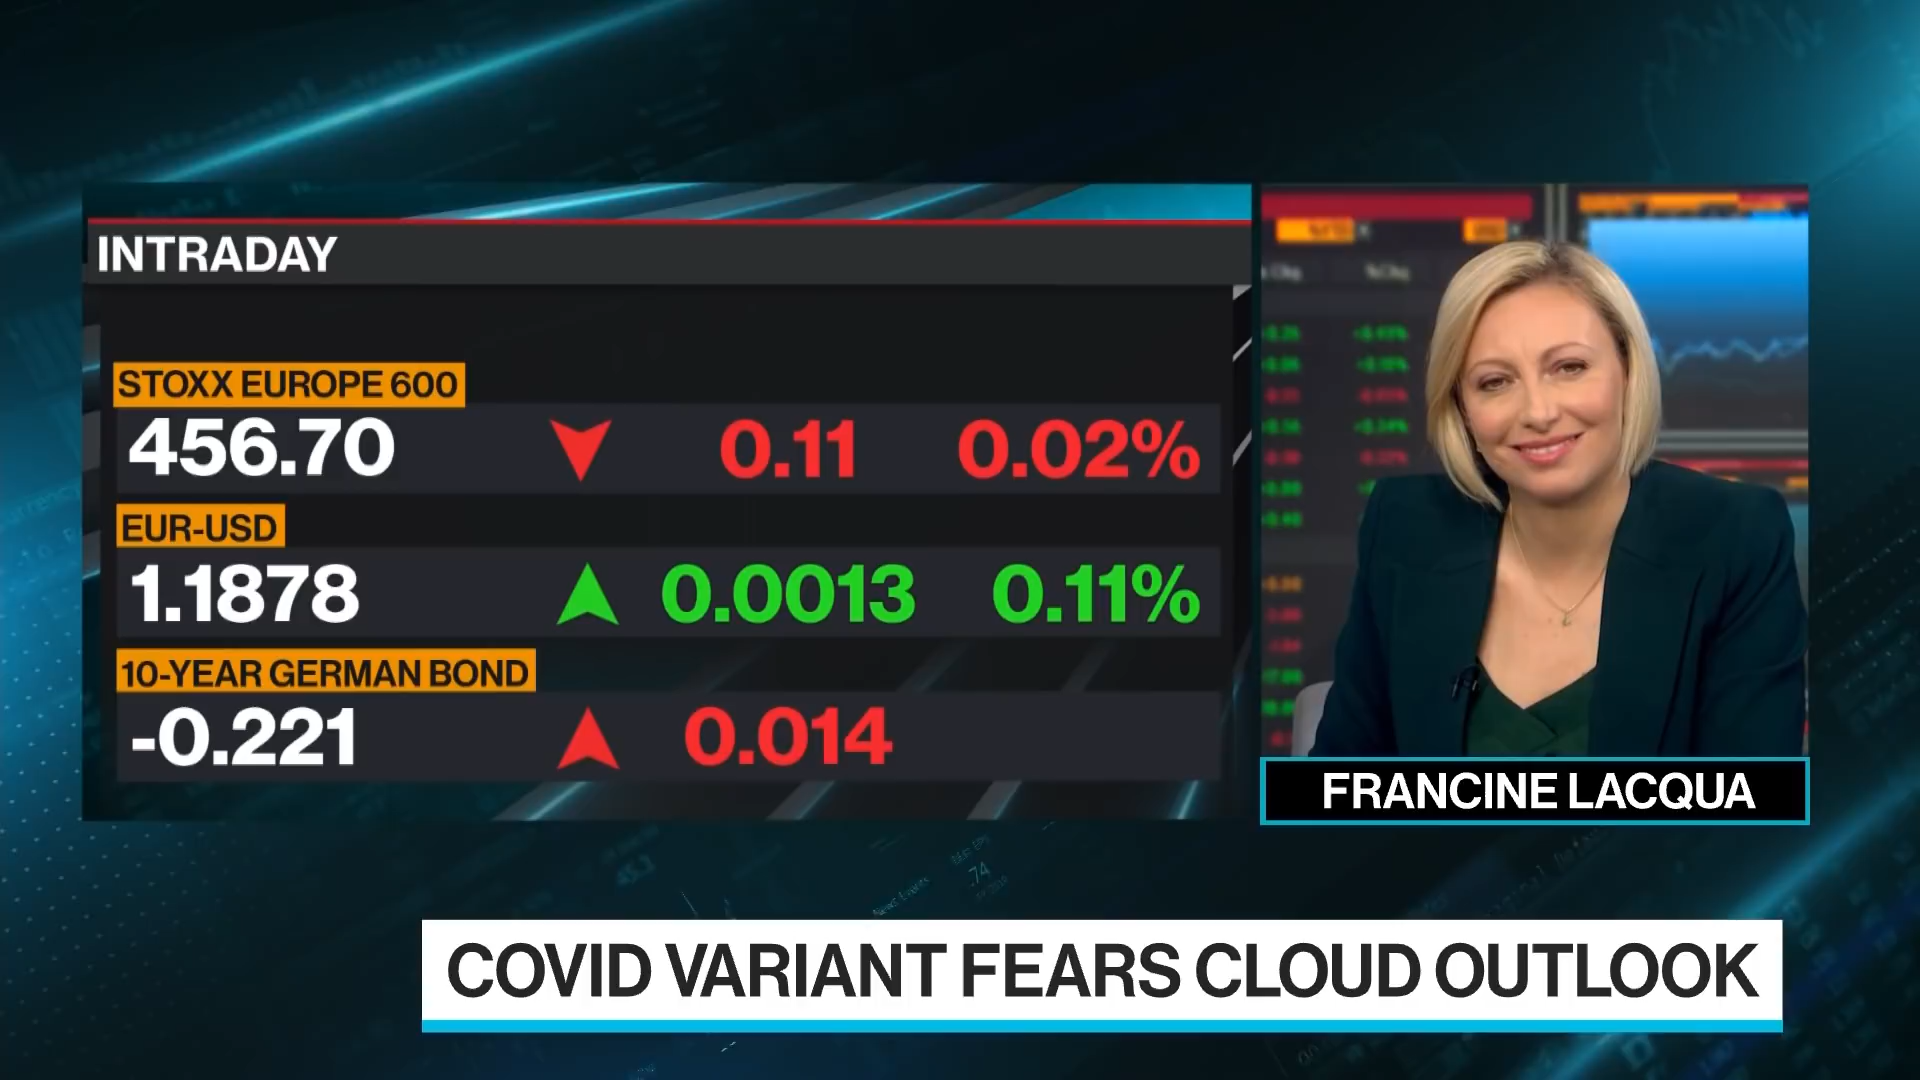 INTRADAY
STOXX EUROPE 600
456.70 ▼ 0.11 0.02%
EUR-USD
1.1878 ▲ 0.0013 0.11%
10-YEAR GERMAN BOND
-0.221 ▲ 0.014
FRANCINE LACQUA
COVID VARIANT FEARS CLOUD OUTLOOK